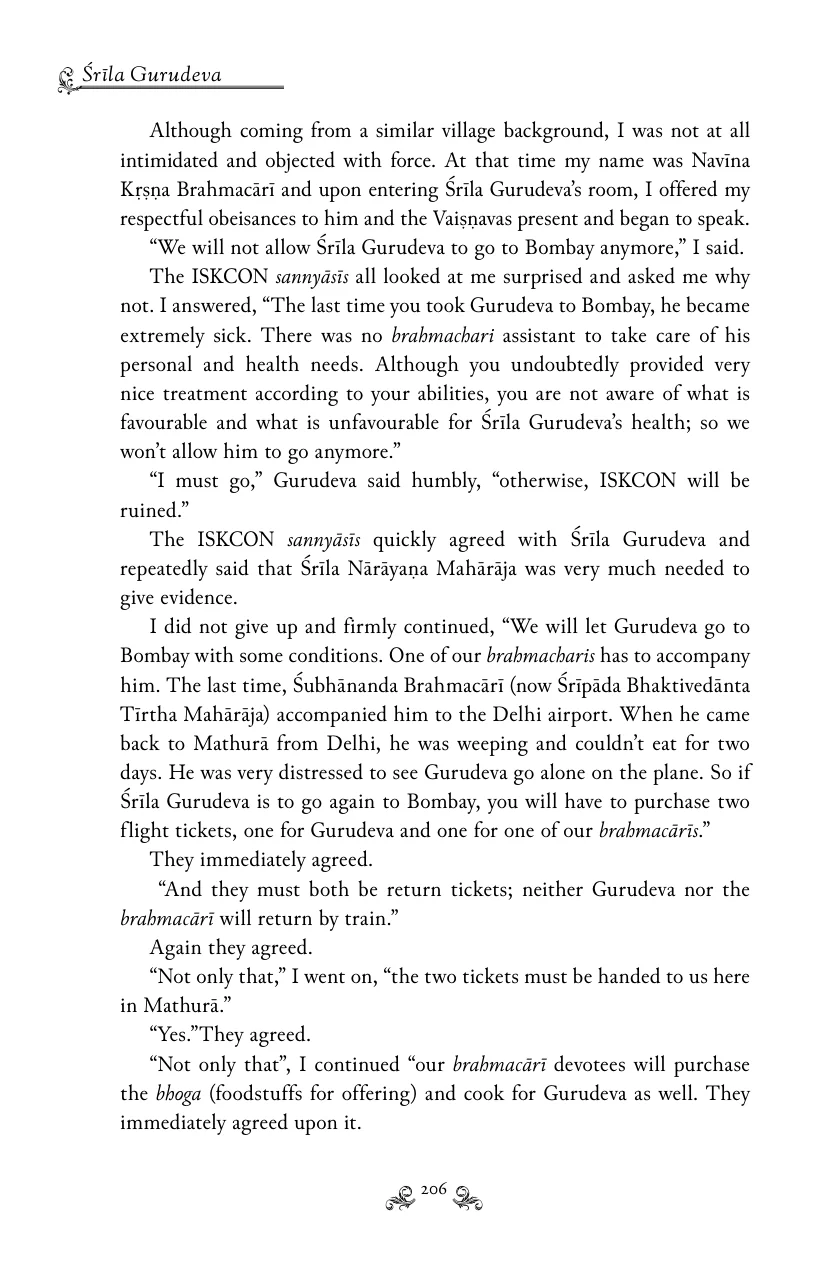 Śrīla Gurudeva
Although coming from a similar village background, I was not at all
intimidated and objected with force. At that time my name was Navīna
Kṛṣṇa Brahmacārī and upon entering Śrīla Gurudeva’s room, I offered my
respectful obeisances to him and the Vaiṣṇavas present and began to speak.
“We will not allow Śrīla Gurudeva to go to Bombay anymore,” I said.
The ISKCON sannyāsīs all looked at me surprised and asked me why
not. I answered, “The last time you took Gurudeva to Bombay, he became
extremely sick. There was no brahmachari assistant to take care of his
personal and health needs. Although you undoubtedly provided very
nice treatment according to your abilities, you are not aware of what is
favourable and what is unfavourable for Śrīla Gurudeva’s health; so we
won’t allow him to go anymore.”
“I must go,” Gurudeva said humbly, “otherwise, ISKCON will be
ruined.”
The ISKCON sannyāsīs quickly agreed with Śrīla Gurudeva and
repeatedly said that Śrīla Nārāyaṇa Mahārāja was very much needed to
give evidence.
I did not give up and firmly continued, “We will let Gurudeva go to
Bombay with some conditions. One of our brahmacharis has to accompany
him. The last time, Śubhānanda Brahmacārī (now Śrīpāda Bhaktivedānta
Tīrtha Mahārāja) accompanied him to the Delhi airport. When he came
back to Mathurā from Delhi, he was weeping and couldn’t eat for two
days. He was very distressed to see Gurudeva go alone on the plane. So if
Śrīla Gurudeva is to go again to Bombay, you will have to purchase two
flight tickets, one for Gurudeva and one for one of our brahmacārīs.”
They immediately agreed.
“And they must both be return tickets; neither Gurudeva nor the
brahmacārī will return by train.”
Again they agreed.
“Not only that,” I went on, “the two tickets must be handed to us here
in Mathurā.”
“Yes.”They agreed.
“Not only that”, I continued “our brahmacārī devotees will purchase
the bhoga (foodstuffs for offering) and cook for Gurudeva as well. They
immediately agreed upon it.
206